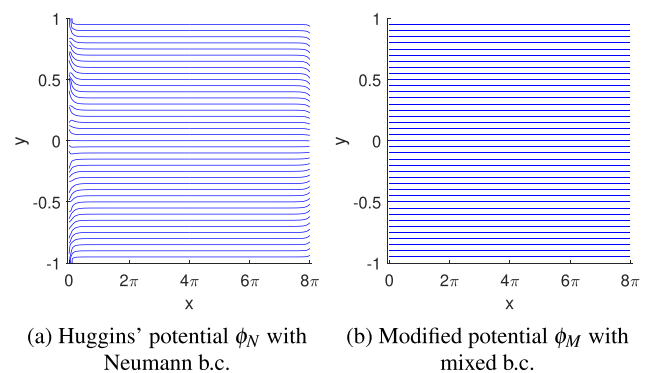 1
0.5
0
-0.5
-1
y
0
2π
4π
6π
8π
x
1
0.5
0
-0.5
-1
y
0
2π
4π
6π
8π
x
(a) Huggins' potential ϕ_N with
Neumann b.c.
(b) Modified potential ϕ_M with
mixed b.c.